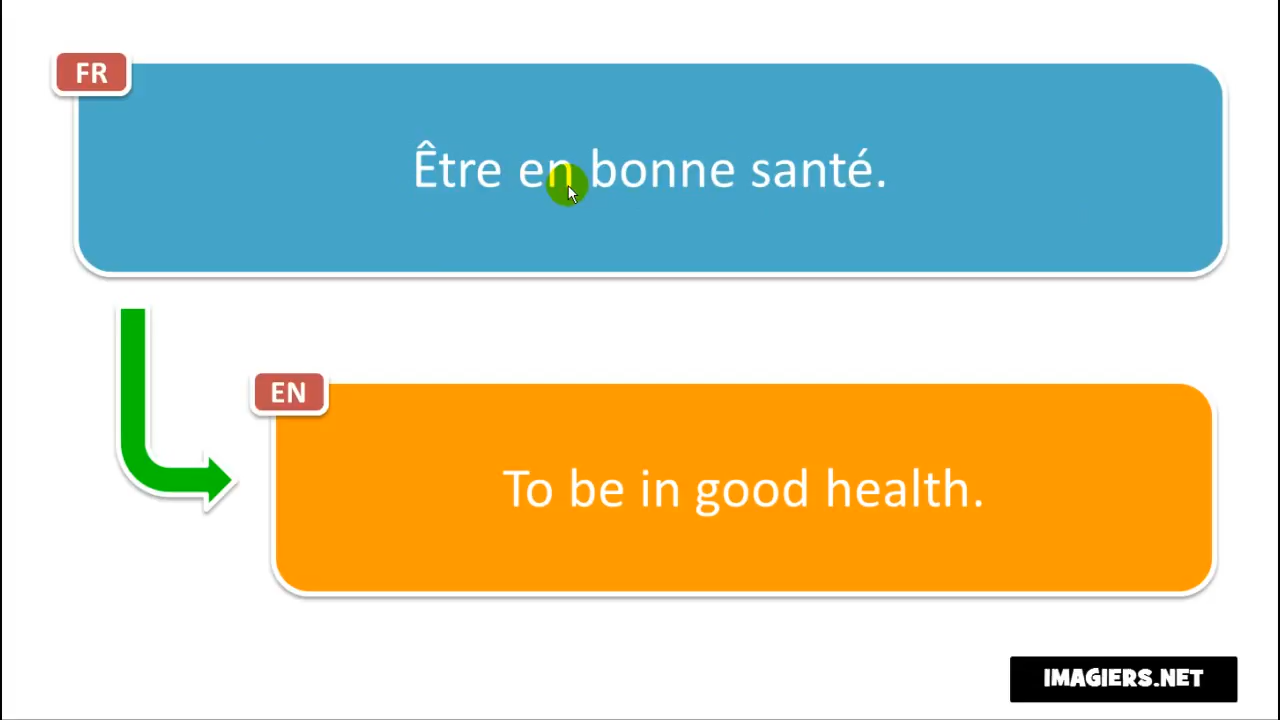 FR
Être en bonne santé.
EN
To be in good health.
IMAGIERS.NET